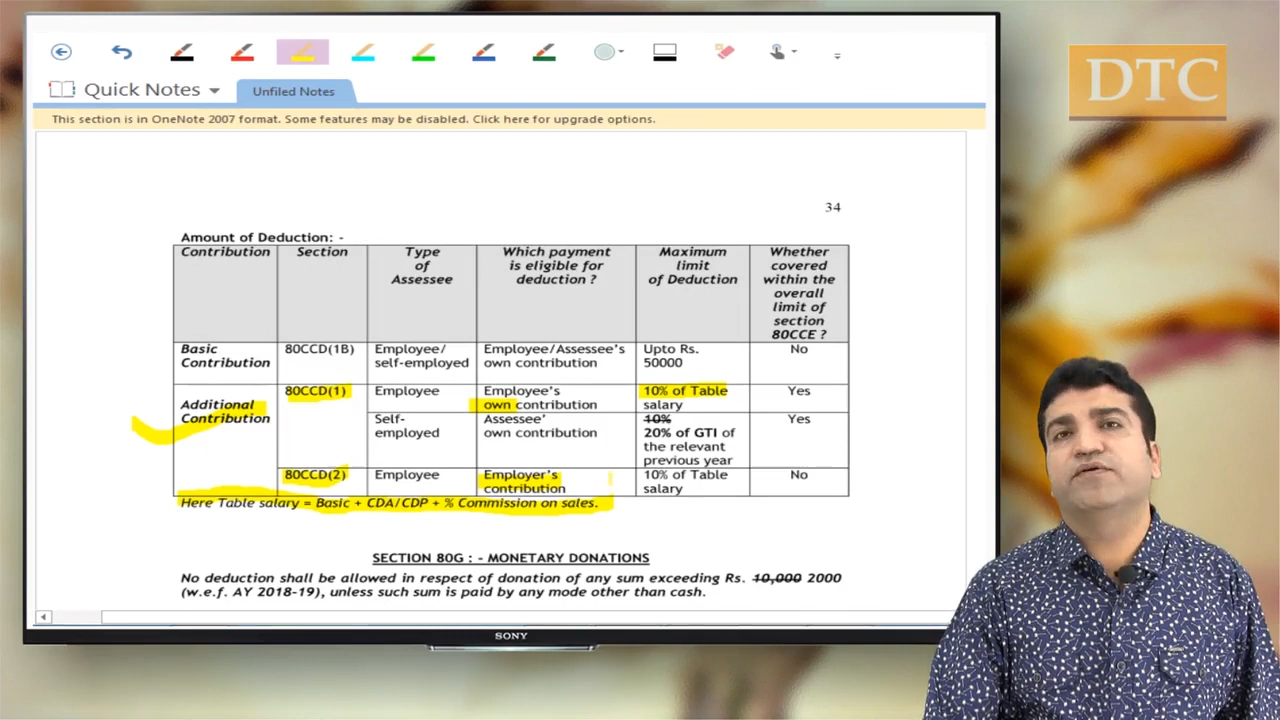 DTC
Quick Notes
Unfiled Notes
This section is in OneNote 2007 format. Some features may be disabled. Click here for upgrade options.
34
Amount of Deduction: -
Contribution
Section
Type
of
Assessee
Which payment
is eligible for
deduction ?
Maximum
limit
of Deduction
Whether
covered
within the
overall
limit of
section
80CCE ?
Basic
Contribution
80CCD(1B)
Employee/
self-employed
Employee/Assessee's
own contribution
Upto Rs.
50000
No
Additional
Contribution
80CCD(1)
Employee
Employee's
own contribution
10% of Table
salary
Yes
Self-
employed
Assessee'
own contribution
10%
20% of GTI of
the relevant
previous year
Yes
80CCD(2)
Employee
Employer's
contribution
10% of Table
salary
No
Here Table salary = Basic + CDA/CDP + % Commission on sales.
SECTION 80G : - MONETARY DONATIONS
No deduction shall be allowed in respect of donation of any sum exceeding Rs. 10,000 2000
(w.e.f. AY 2018-19), unless such sum is paid by any mode other than cash.
SONY